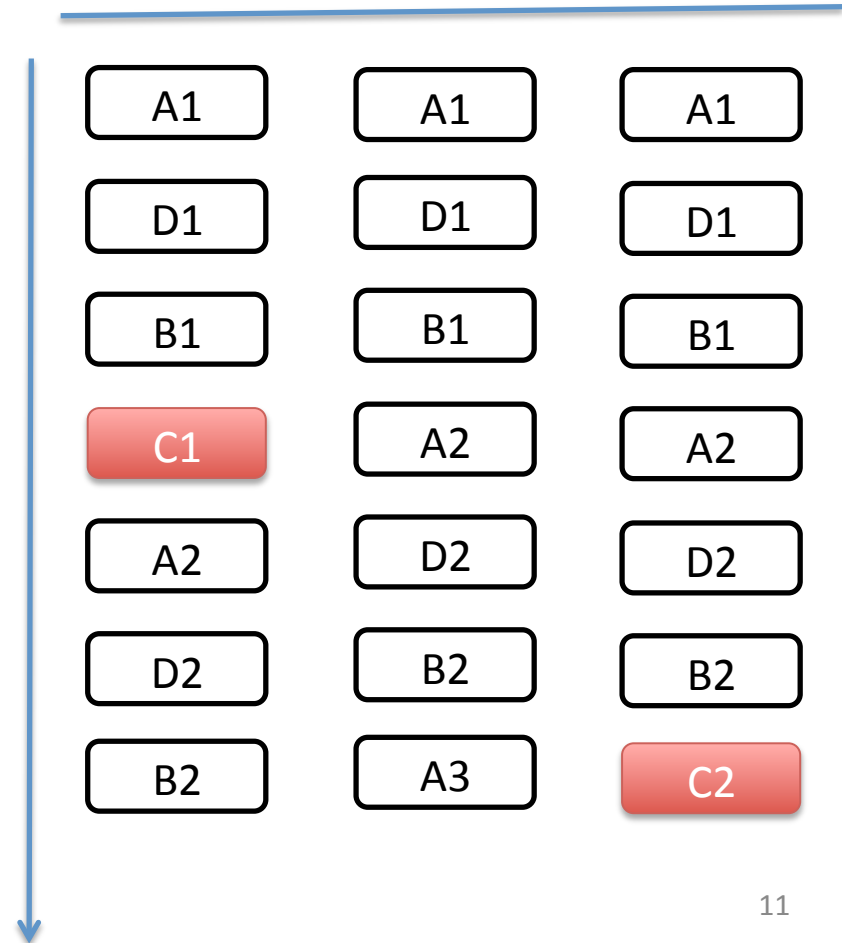 A1 A1 A1
D1 D1 D1
B1 B1 B1
C1 A2 A2
A2 D2 D2
D2 B2 B2
B2 A3 C2
11